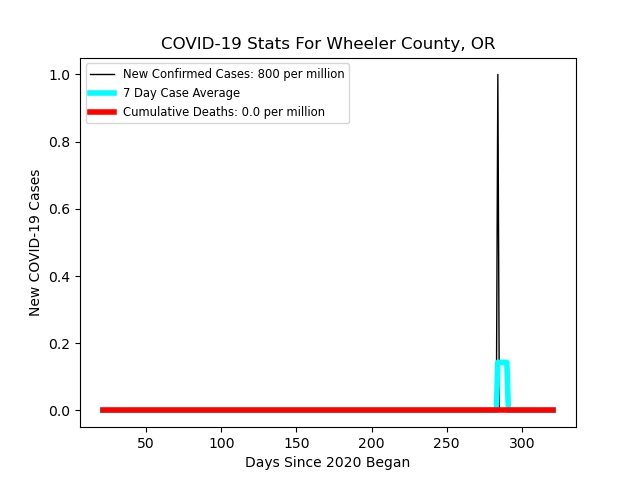 COVID-19 Stats For Wheeler County, OR
New Confirmed Cases: 800 per million
7 Day Case Average
Cumulative Deaths: 0.0 per million
New COVID-19 Cases
1.0
0.8
0.6
0.4
0.2
0.0
50 100 150 200 250 300
Days Since 2020 Began